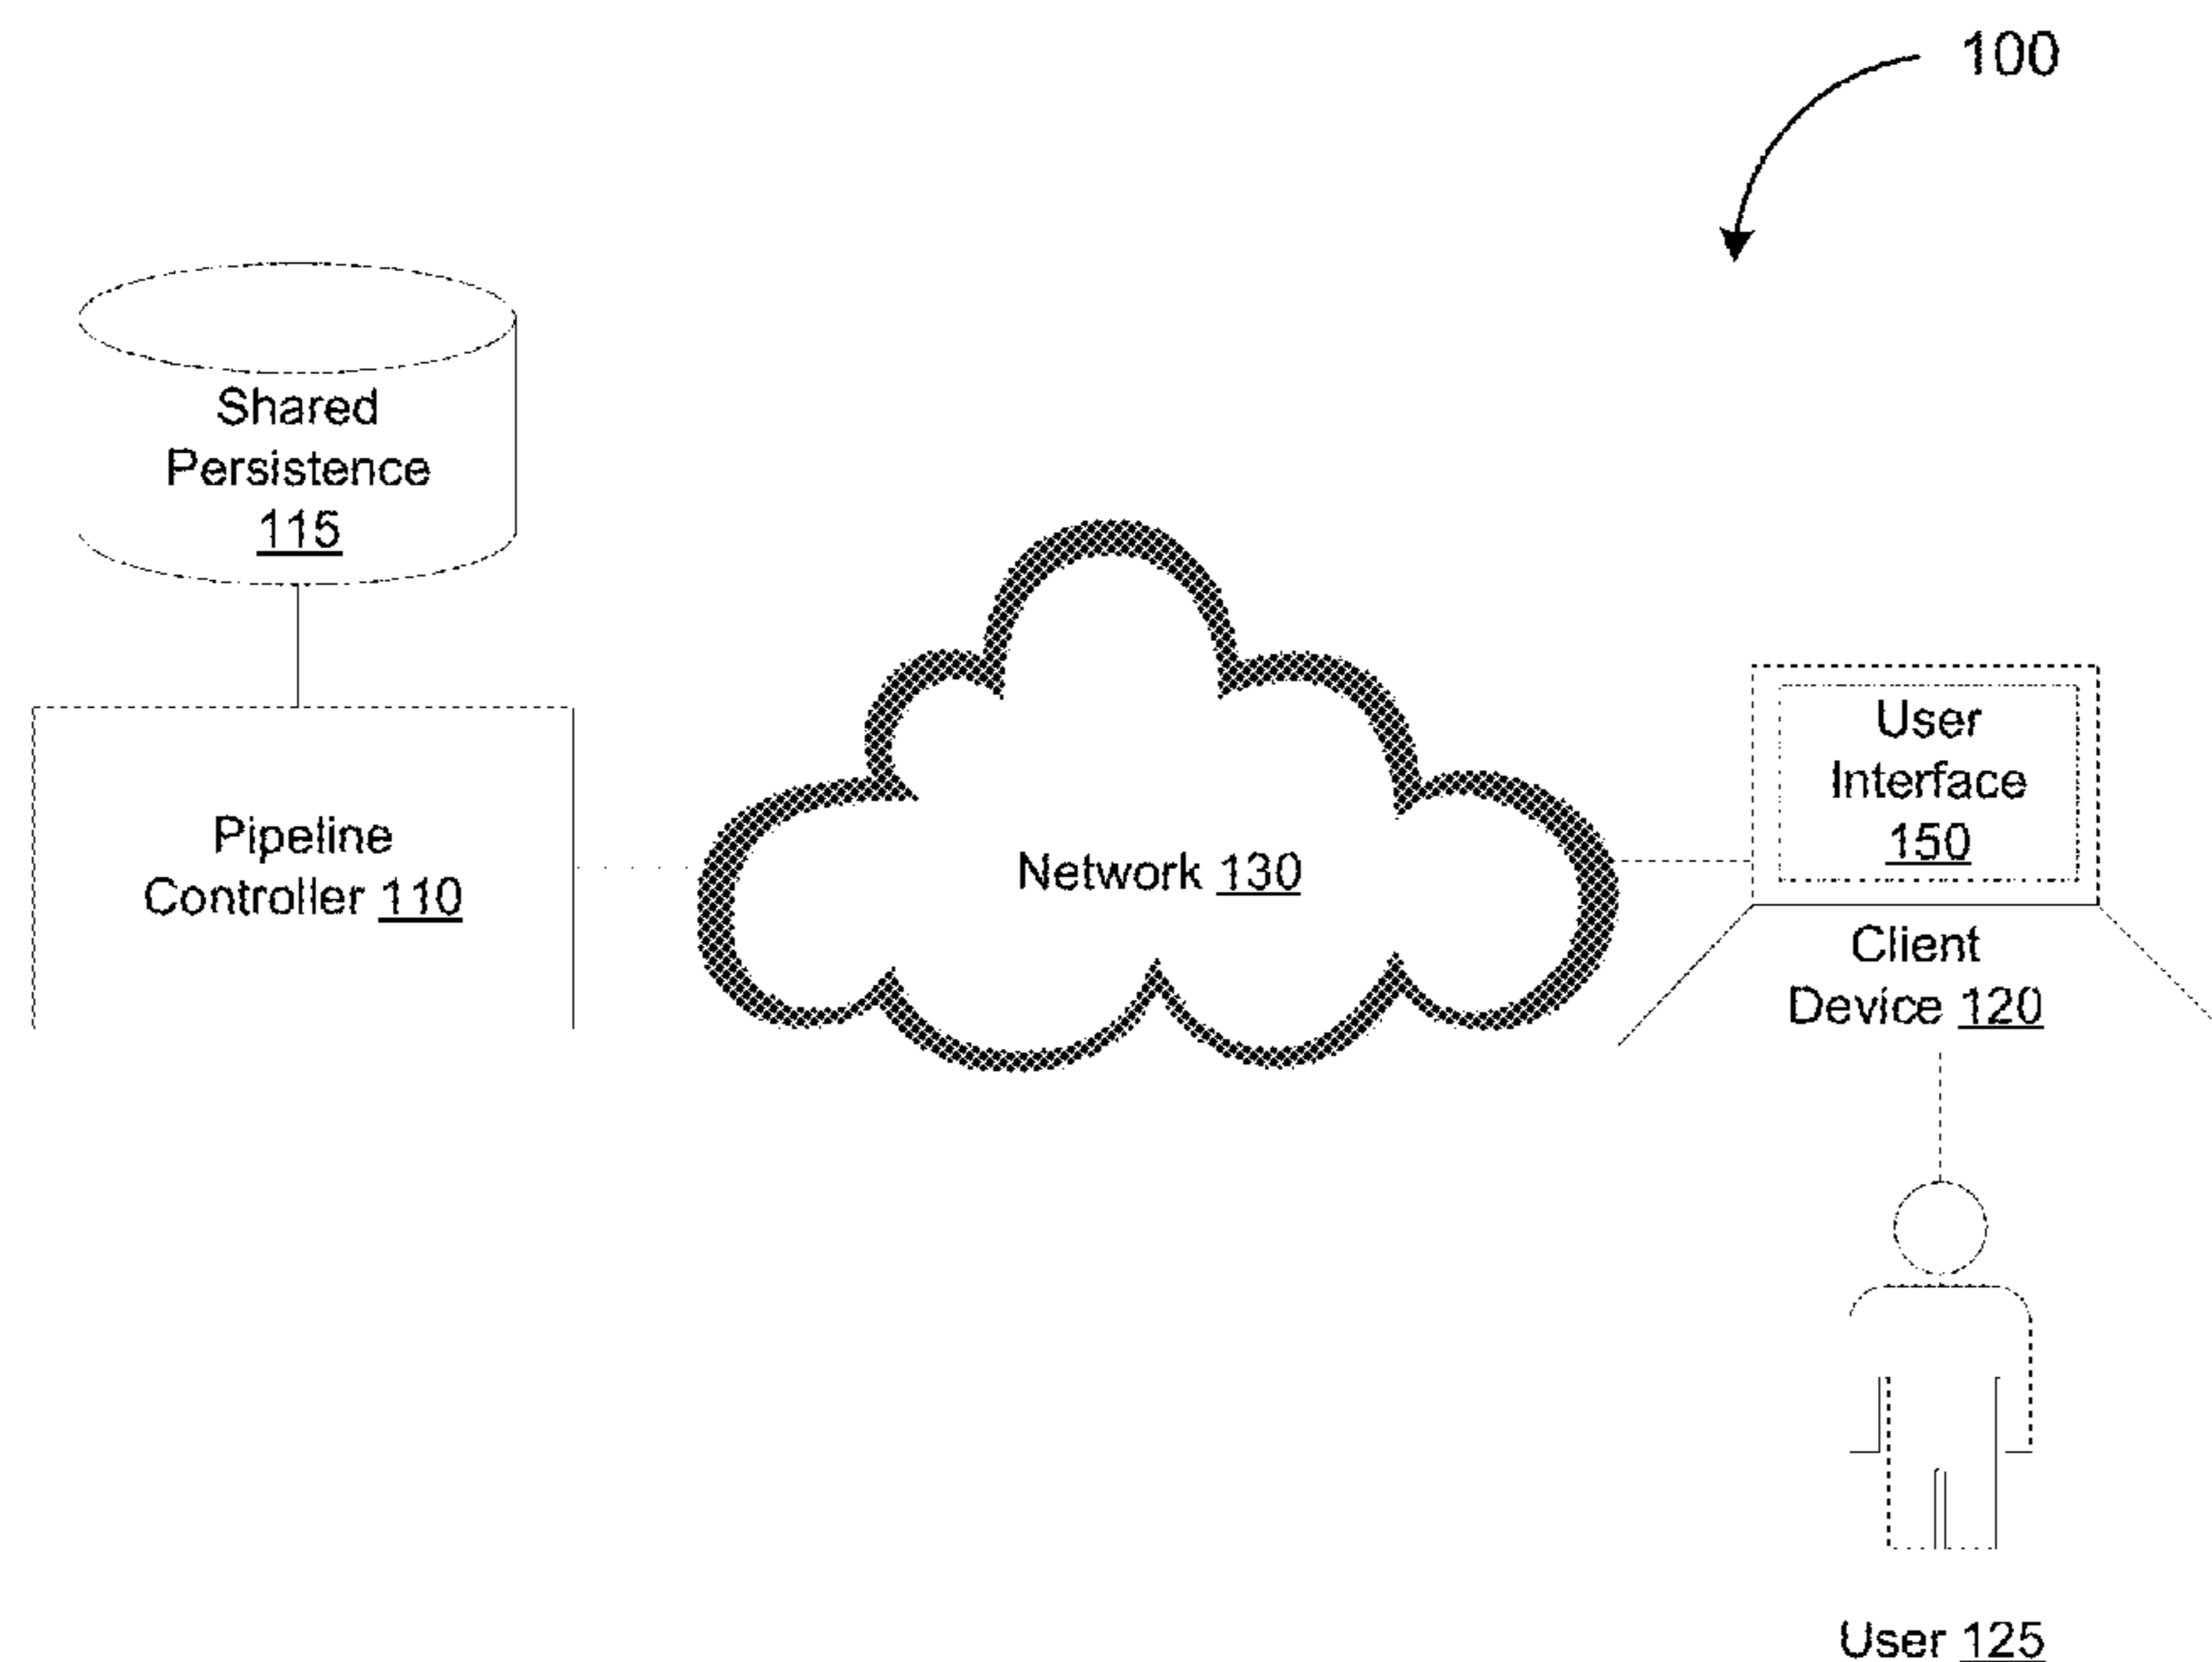 100
Shared
Persistence
115
Pipeline
Controller 110
Network 130
User
Interface
150
Client
Device 120
User 125